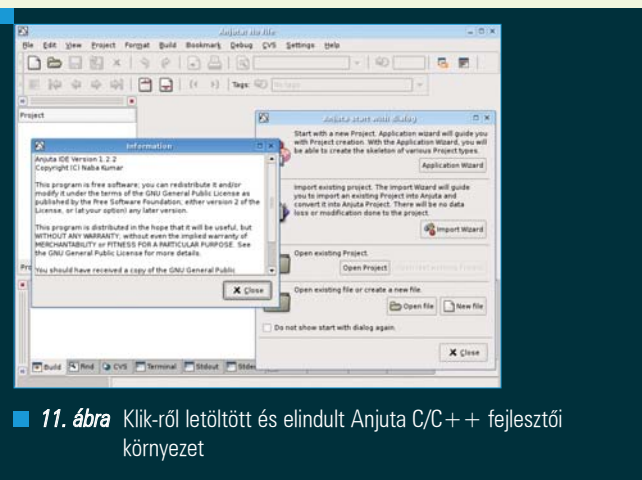 Anjuta: No file
File Edit View Project Format Build Bookmark Debug CVS Settings Help
Tags:
Project
Anjuta start with dialog
Start with a new Project. Application wizard will guide you
with Project creation. With the Application Wizard, you will
be able to create the skeleton of various Project types.
Application Wizard
Import existing project. The Import Wizard will guide
you to import an existing Project into Anjuta and
convert it into Anjuta Project. There will be no data
loss or modification done to the project.
Import Wizard
Open existing Project.
Open Project
Open existing file or create a new file.
Open file New file
Do not show start with dialog again.
Close
Information
Anjuta IDE Version 1.2.2
Copyright (C) Naba Kumar
This program is free software; you can redistribute it and/or
modify it under the terms of the GNU General Public License as
published by the Free Software Foundation, either version 2 of the
License, or (at your option) any later version.
This program is distributed in the hope that it will be useful, but
WITHOUT ANY WARRANTY; without even the implied warranty of
MERCHANTABILITY or FITNESS FOR A PARTICULAR PURPOSE. See
the GNU General Public License for more details.
You should have received a copy of the GNU General Public
Close
Build Find CVS Terminal Stdout
11. ábra Klik-ről letöltött és elindult Anjuta C/C++ fejlesztői
környezet